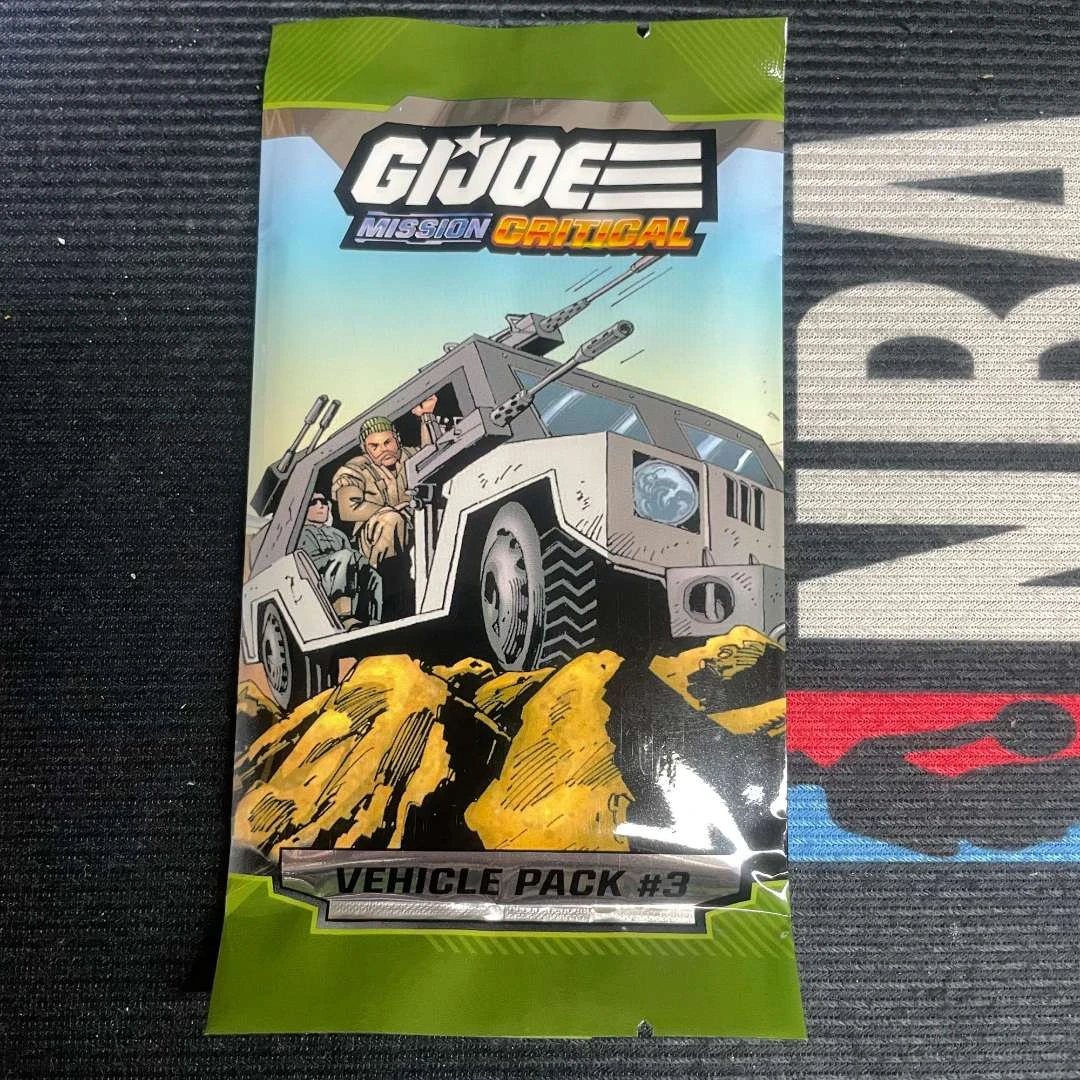 G.I. JOE
MISSION CRITICAL
VEHICLE PACK #3